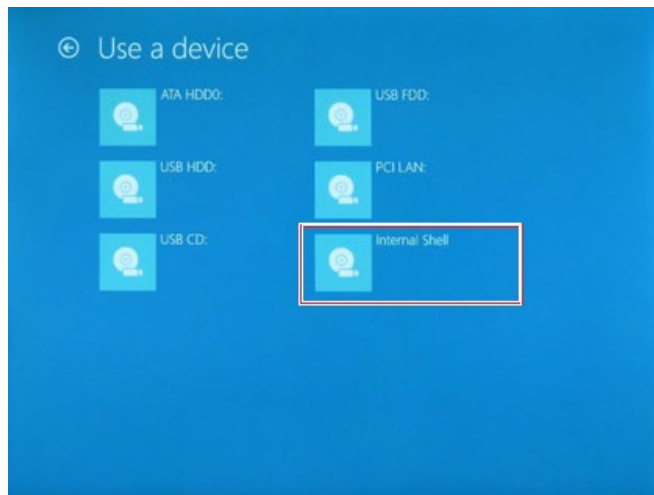 Use a device
ATA HDD0:
USB FDD:
USB HDD:
PCI LAN:
USB CD:
Internal Shell